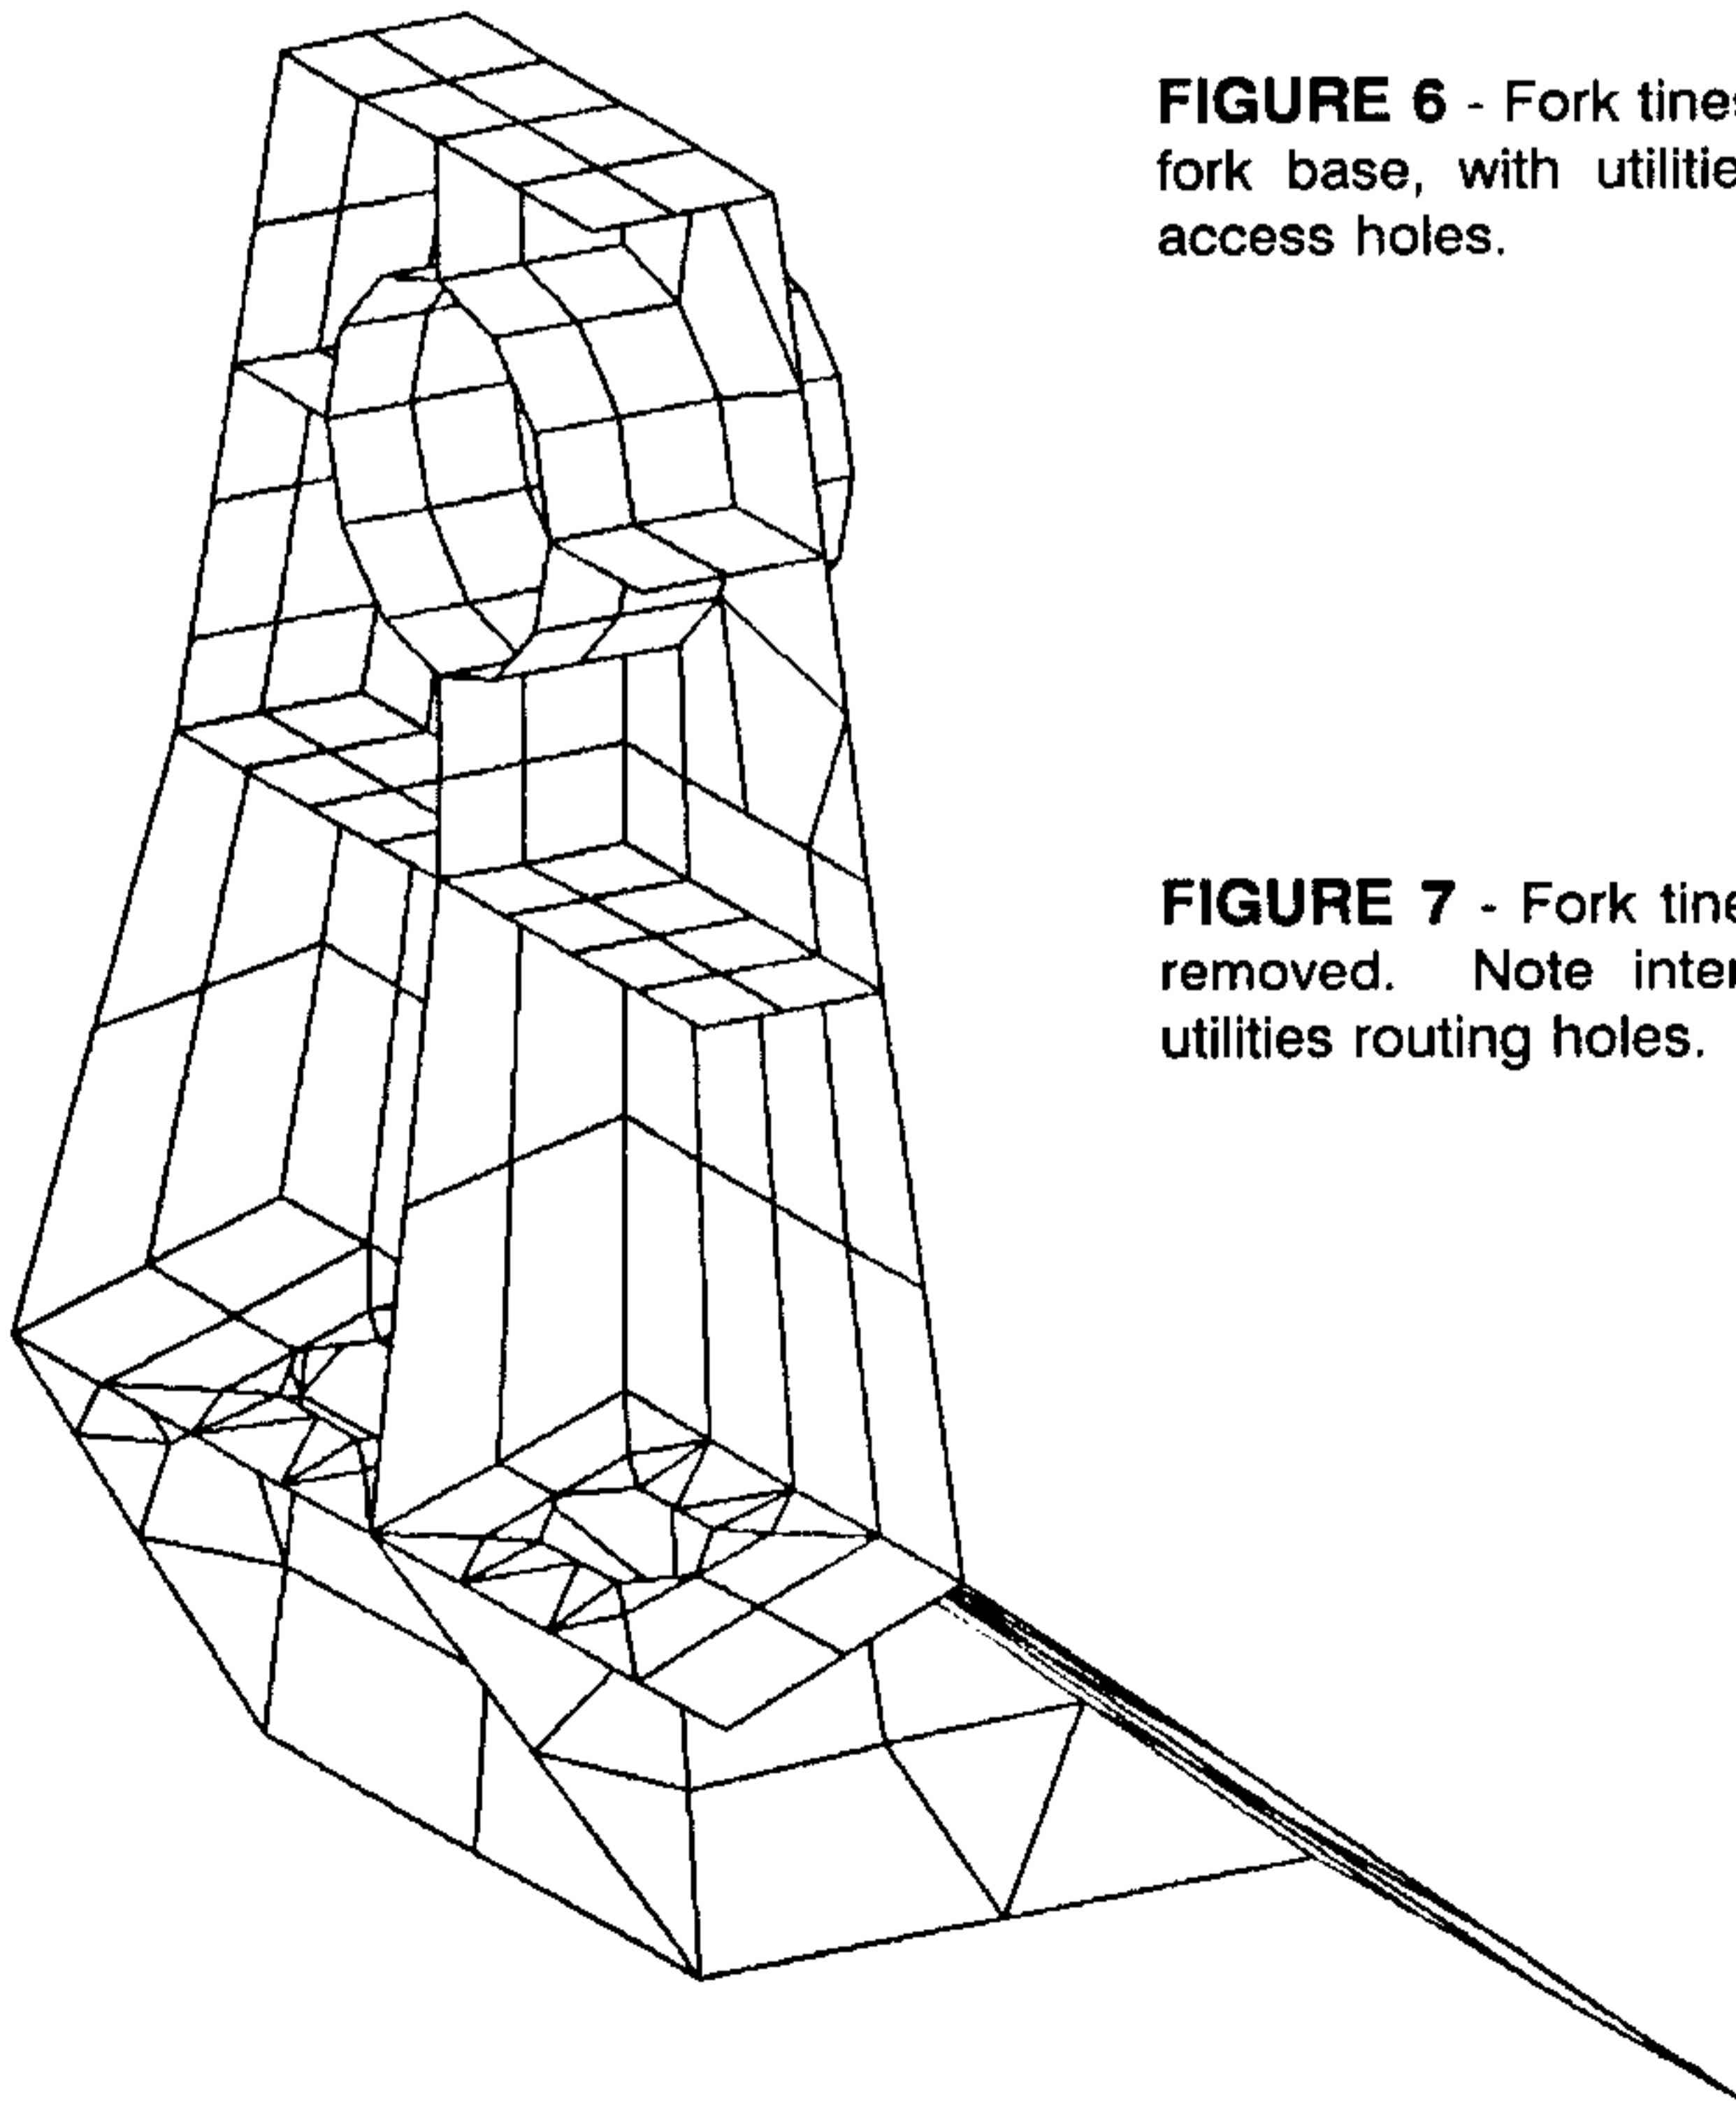 FIGURE 6 - Fork tines
fork base, with utilitie
access holes.
FIGURE 7 - Fork tine
removed. Note inter
utilities routing holes.